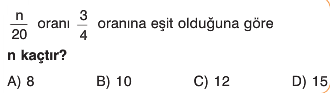 n/20 oranı 3/4 oranına eşit olduğuna göre
n kaçtır?
A) 8 B) 10 C) 12 D) 15